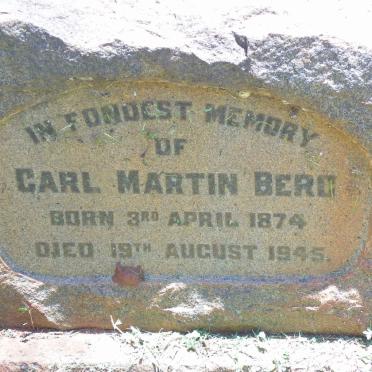 IN FONDEST MEMORY
OF
CARL MARTIN BERG
BORN 3RD APRIL 1874
DIED 19TH AUGUST 1945.